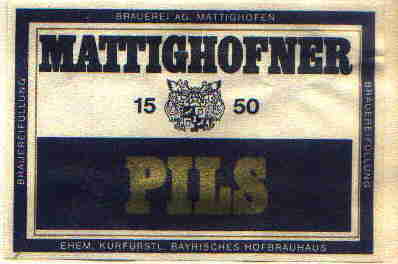 BRAUEREI AG. MATTIGHOFEN
MATTIGHOFNER
15 50
PILS
BRAUEREIFÜLLUNG
BRAUEREIFÜLLUNG
EHEM. KURFÜRSTL. BAYRISCHES HOFBRÄUHAUS